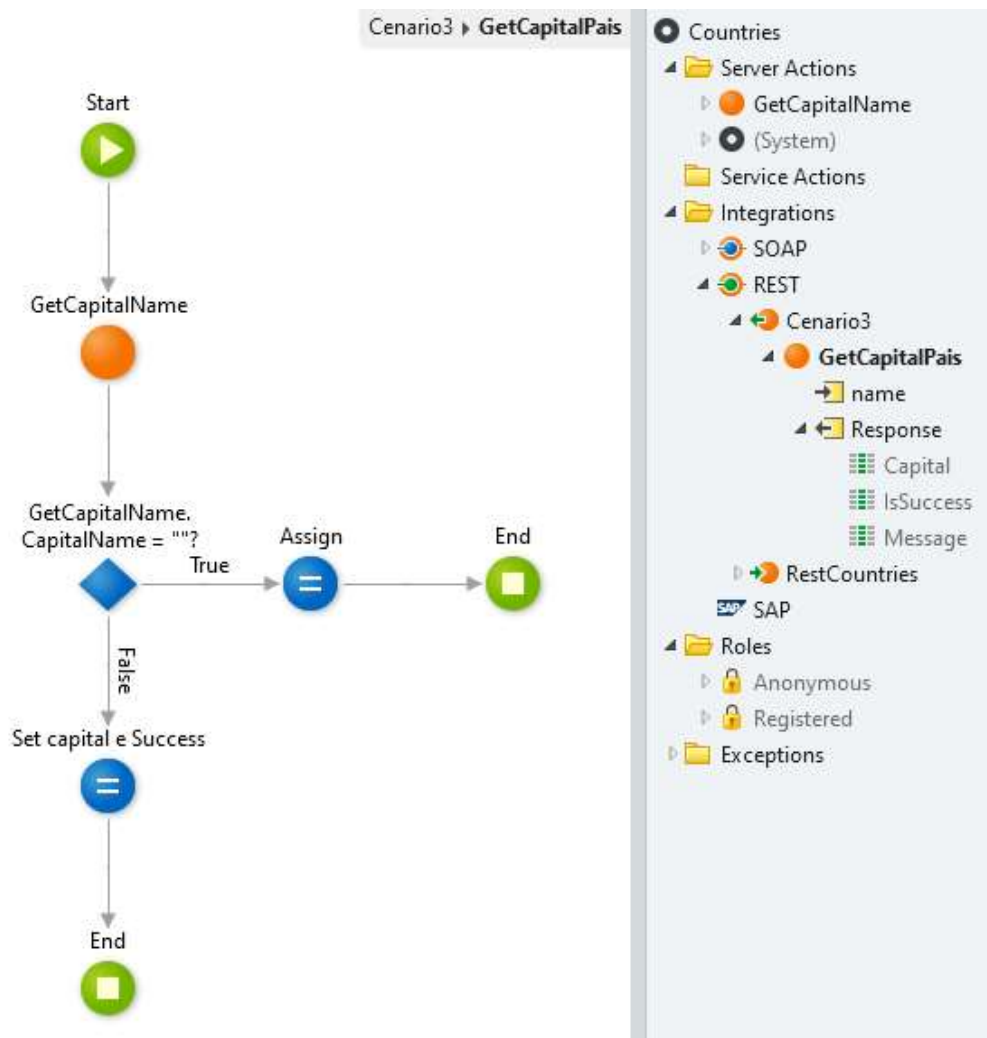 Cenario3 GetCapitalPais
Start
GetCapitalName
GetCapitalName.
CapitalName = ""?
True
Assign
End
False
Set capital e Success
End
Countries
Server Actions
GetCapitalName
(System)
Service Actions
Integrations
SOAP
REST
Cenario3
GetCapitalPais
name
Response
Capital
IsSuccess
Message
RestCountries
SAP SAP
Roles
Anonymous
Registered
Exceptions